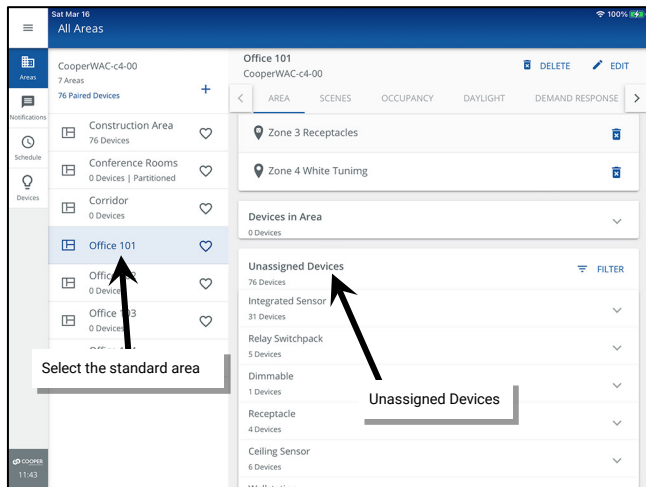 Sat Mar 16
100%
All Areas
Areas
Notifications
Schedule
Devices
COOPER
11:43
CooperWAC-c4-00
7 Areas
76 Paired Devices
+
Construction Area
76 Devices
Conference Rooms
0 Devices | Partitioned
Corridor
0 Devices
Office 101
0 Devices
Office 103
0 Devices
Select the standard area
Office 101
CooperWAC-c4-00
DELETE
EDIT
AREA SCENES OCCUPANCY DAYLIGHT DEMAND RESPONSE
Zone 3 Receptacles
Zone 4 White Tunimg
Devices in Area
0 Devices
Unassigned Devices
76 Devices
FILTER
Integrated Sensor
31 Devices
Relay Switchpack
5 Devices
Dimmable
1 Devices
Unassigned Devices
Receptacle
4 Devices
Ceiling Sensor
6 Devices